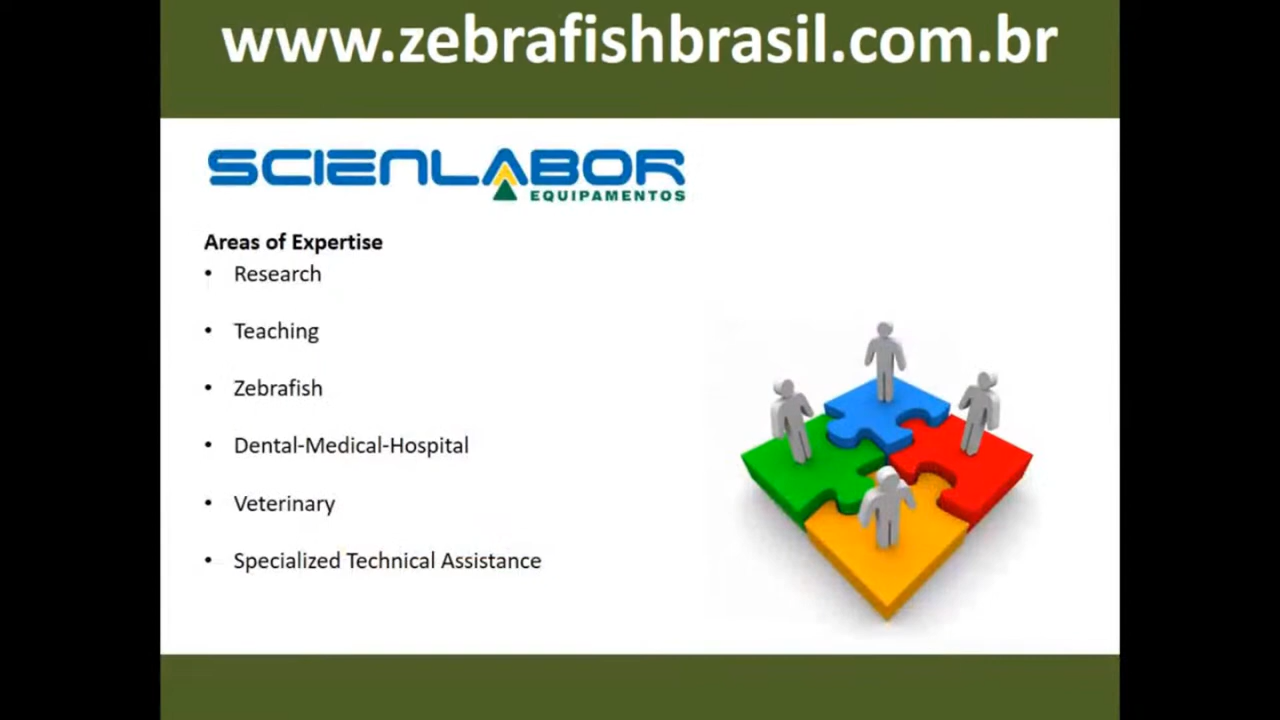 www.zebrafishbrasil.com.br
SCIENLABOR
EQUIPAMENTOS
Areas of Expertise
• Research
• Teaching
• Zebrafish
• Dental-Medical-Hospital
• Veterinary
• Specialized Technical Assistance